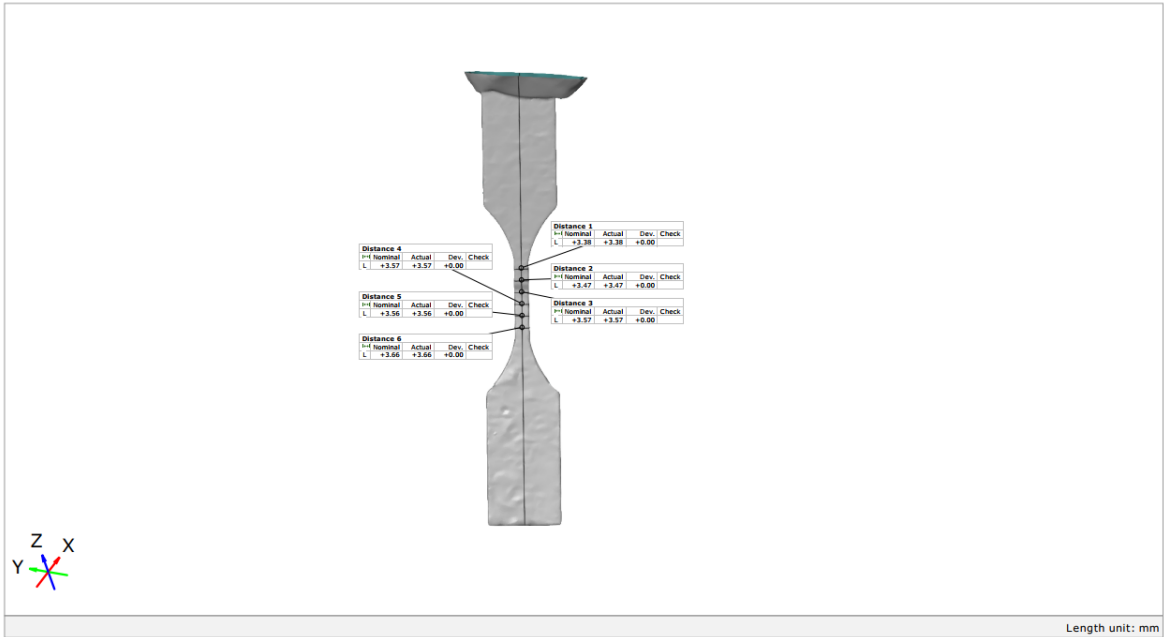 Distance 1
Nominal Actual Dev. Check
L +3.38 +3.38 +0.00
Distance 4
Nominal Actual Dev. Check
L +3.57 +3.57 +0.00
Distance 2
Nominal Actual Dev. Check
L +3.47 +3.47 +0.00
Distance 5
Nominal Actual Dev. Check
L +3.56 +3.56 +0.00
Distance 3
Nominal Actual Dev. Check
L +3.57 +3.57 +0.00
Distance 6
Nominal Actual Dev. Check
L +3.66 +3.66 +0.00
Z
X
Y
Length unit: mm